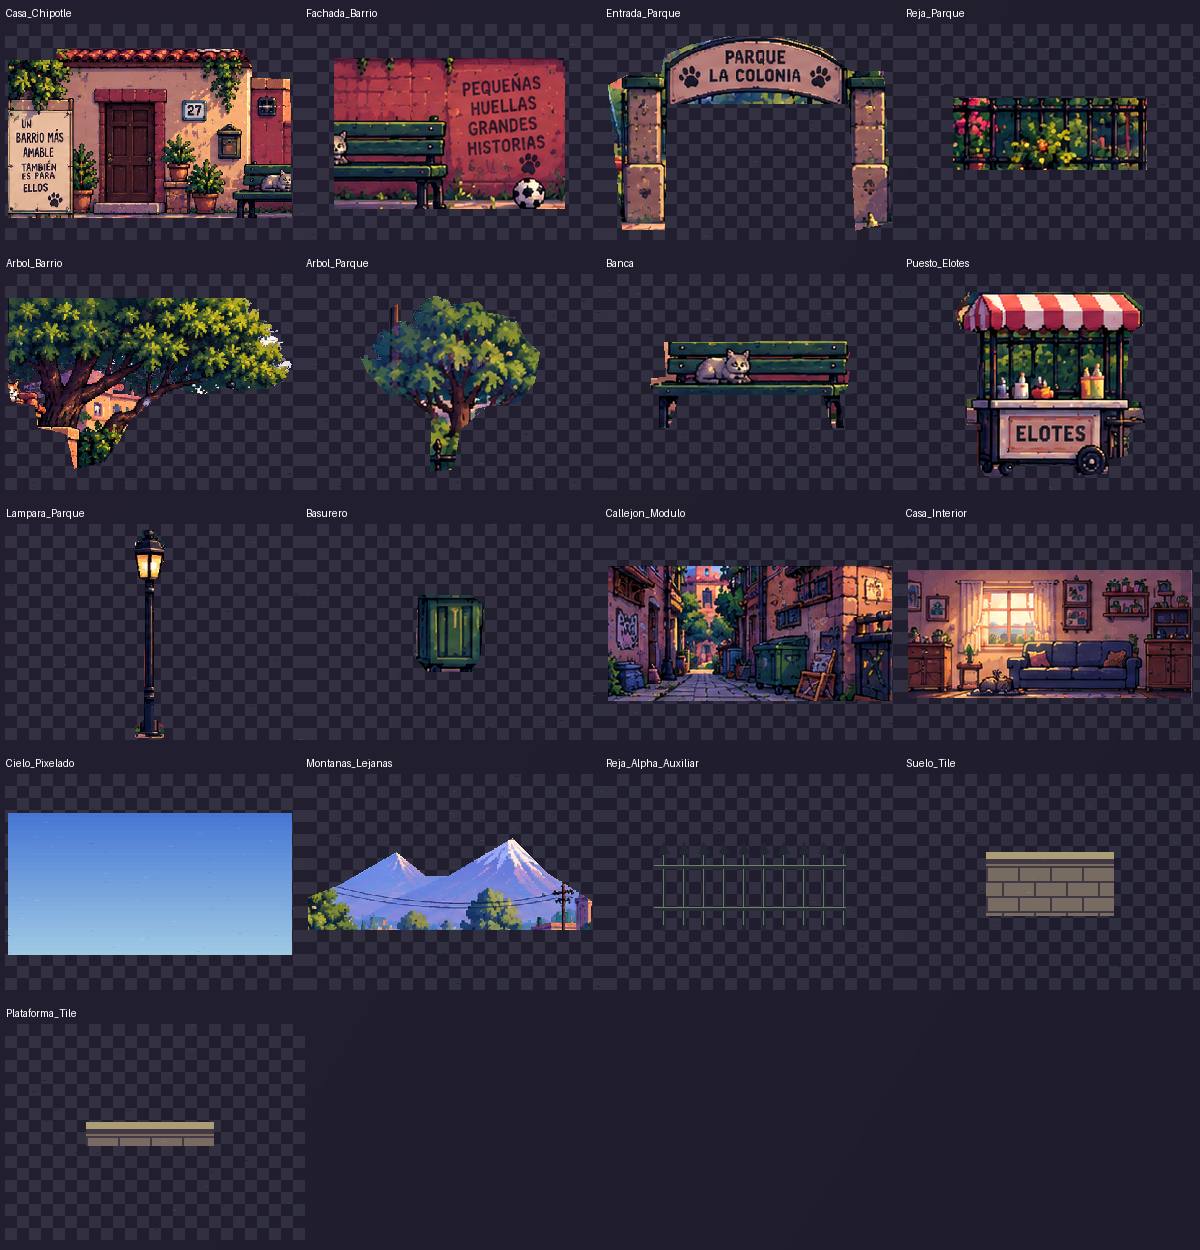 Casa_Chipotle
UN
BARRIO MÁS
AMABLE
TAMBIÉN
ES PARA
ELLOS
27
Fachada_Barrio
PEQUEÑAS
HUELLAS
GRANDES
HISTORIAS
Entrada_Parque
PARQUE
LA COLONIA
Reja_Parque
Arbol_Barrio
Arbol_Parque
Banca
Puesto_Elotes
ELOTES
Lampara_Parque
Basurero
Callejon_Modulo
Casa_Interior
Cielo_Pixelado
Montanas_Lejanas
Reja_Alpha_Auxiliar
Suelo_Tile
Plataforma_Tile